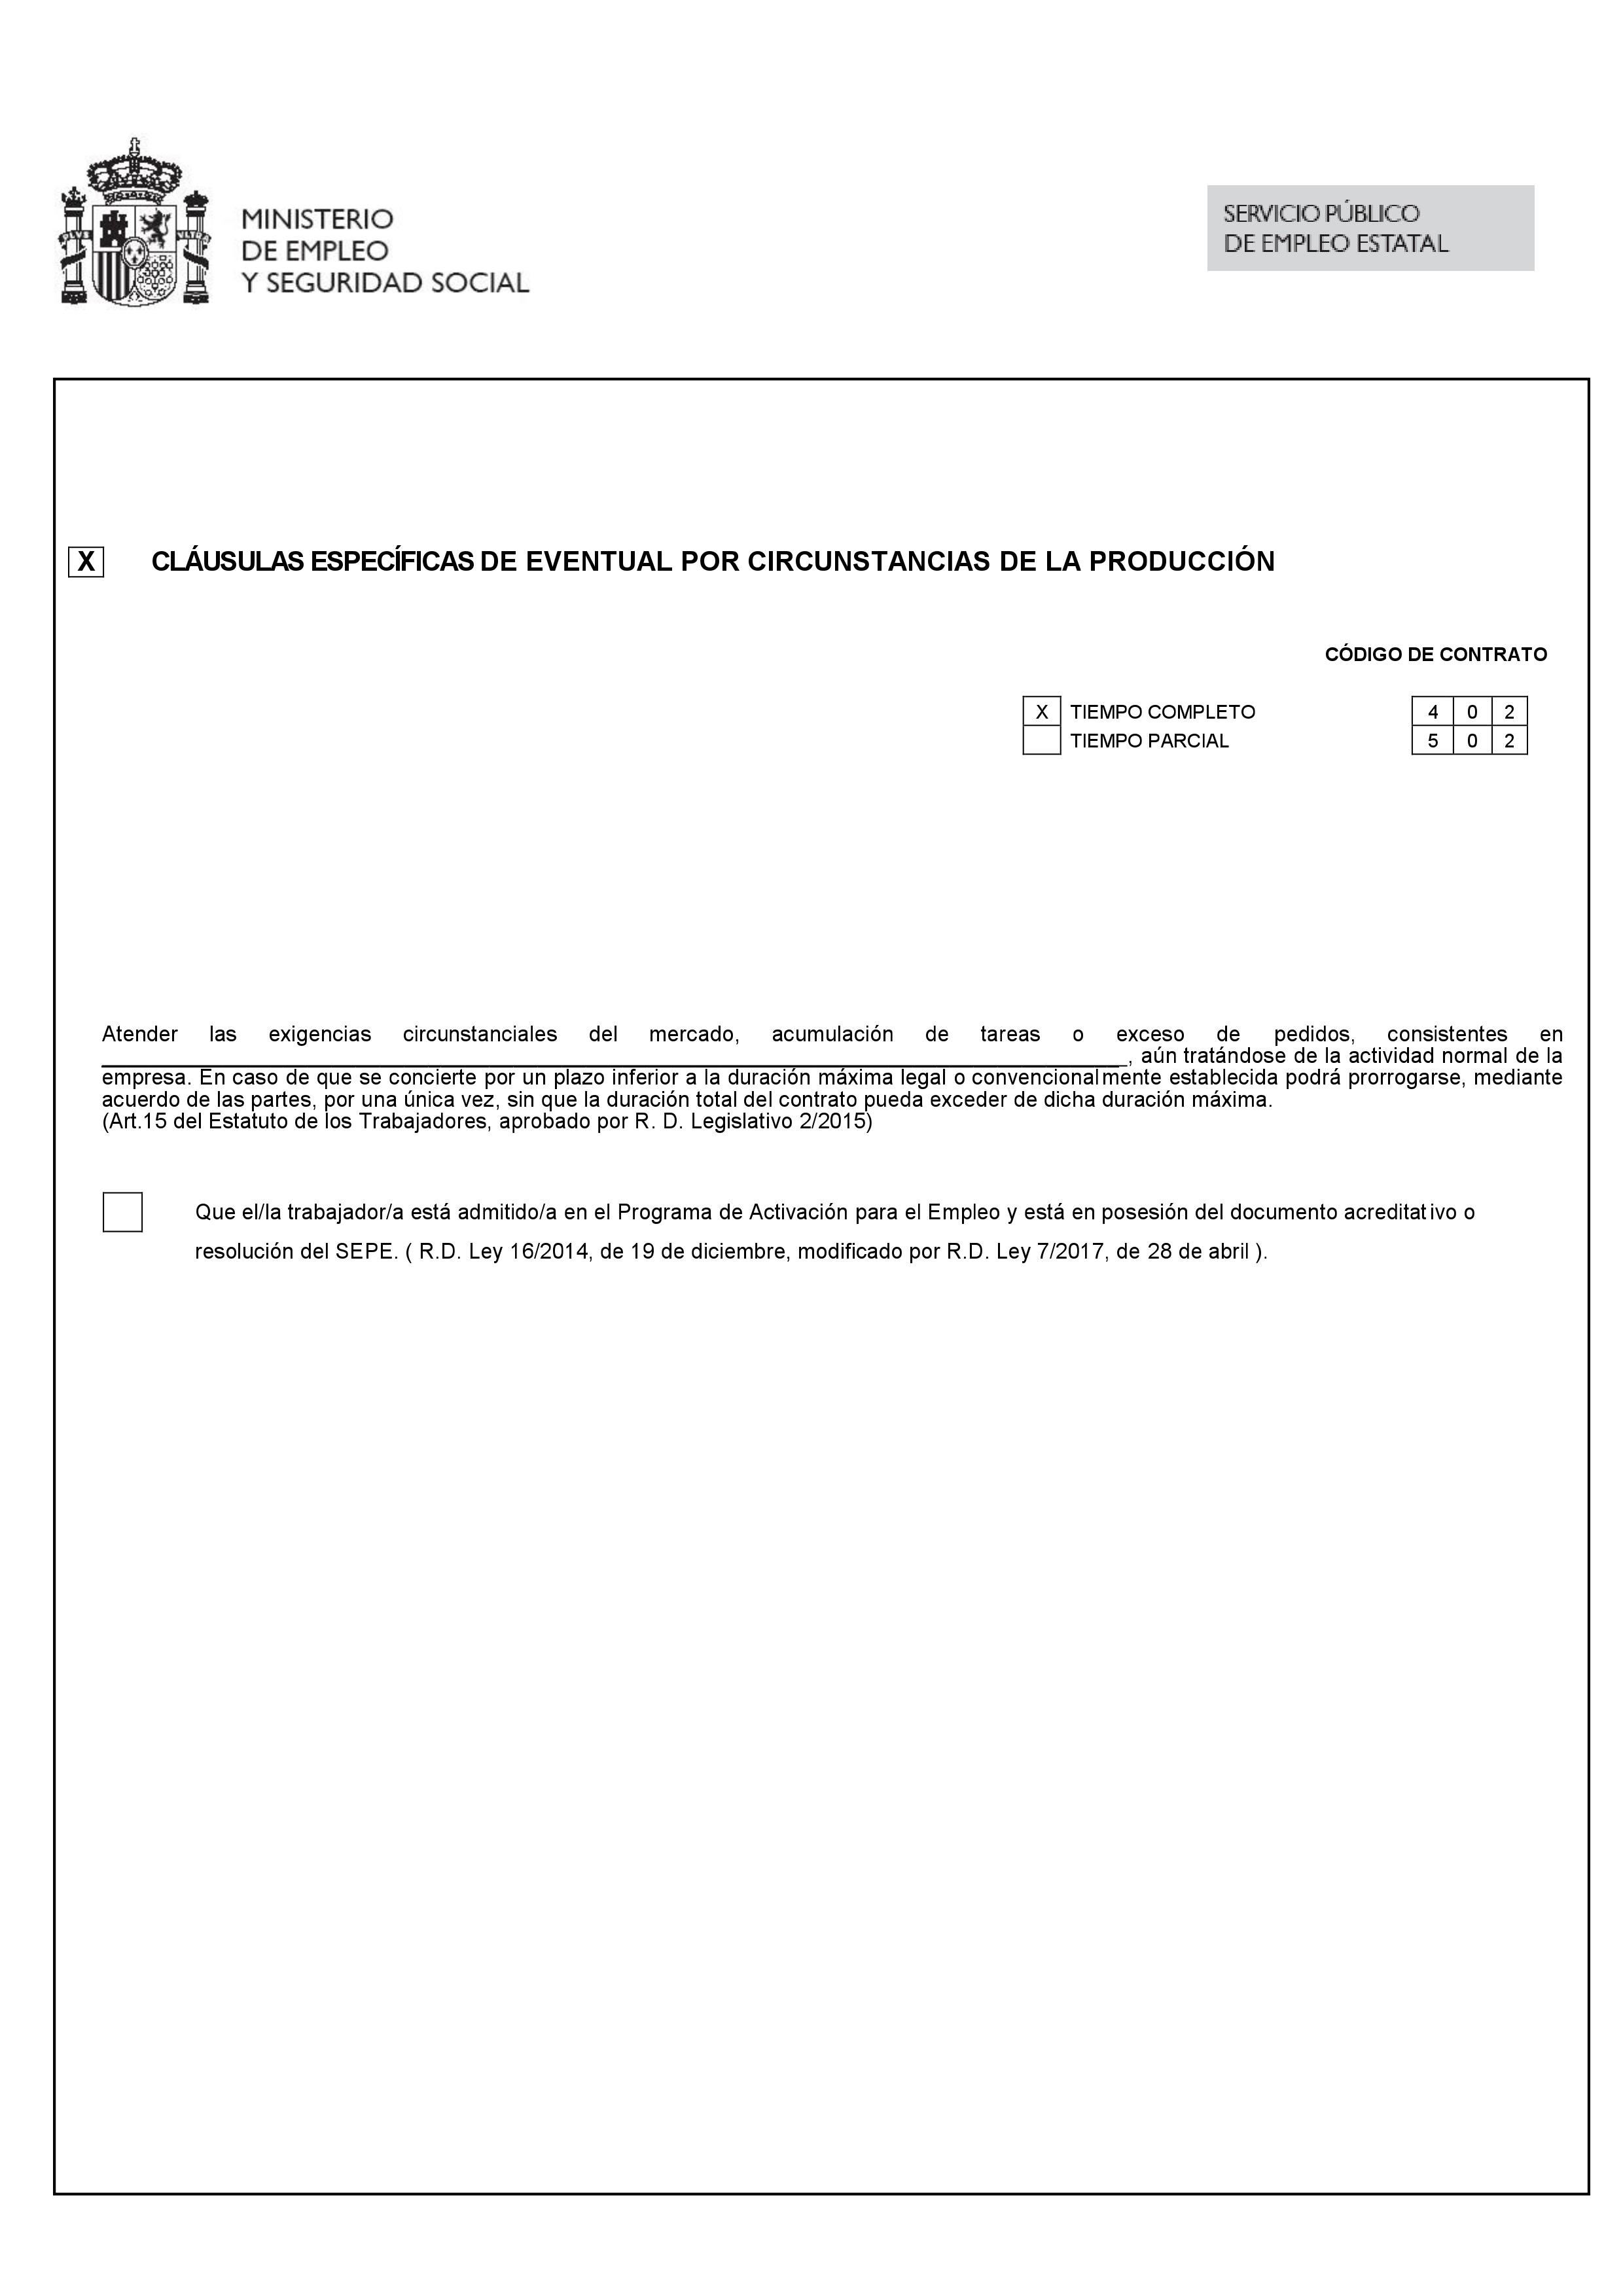 MINISTERIO
DE EMPLEO
Y SEGURIDAD SOCIAL
SERVICIO PÚBLICO
DE EMPLEO ESTATAL
X CLÁUSULAS ESPECÍFICAS DE EVENTUAL POR CIRCUNSTANCIAS DE LA PRODUCCIÓN
CÓDIGO DE CONTRATO
X TIEMPO COMPLETO 4 0 2
TIEMPO PARCIAL 5 0 2
Atender las exigencias circunstanciales del mercado, acumulación de tareas o exceso de pedidos, consistentes en
, aún tratándose de la actividad normal de la
empresa. En caso de que se concierte por un plazo inferior a la duración máxima legal o convencionalmente establecida podrá prorrogarse, mediante
acuerdo de las partes, por una única vez, sin que la duración total del contrato pueda exceder de dicha duración máxima.
(Art.15 del Estatuto de los Trabajadores, aprobado por R. D. Legislativo 2/2015)
Que el/la trabajador/a está admitido/a en el Programa de Activación para el Empleo y está en posesión del documento acreditativo o
resolución del SEPE. ( R.D. Ley 16/2014, de 19 de diciembre, modificado por R.D. Ley 7/2017, de 28 de abril ).